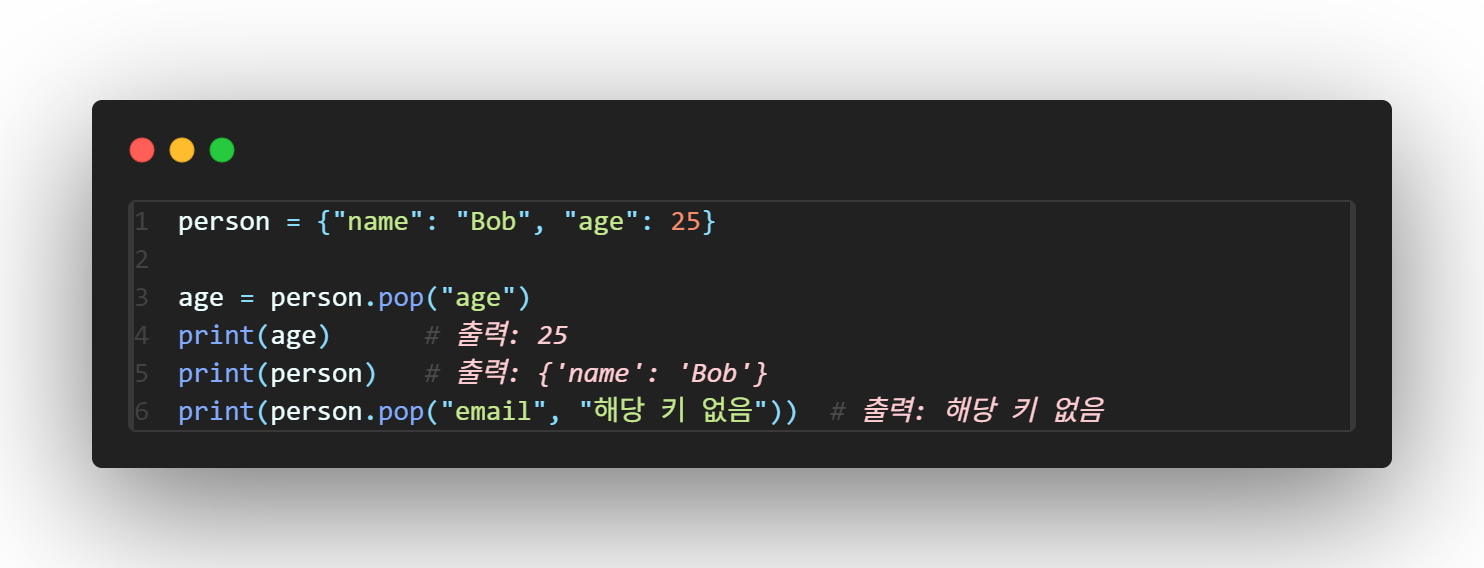 1 person = {"name": "Bob", "age": 25}
2
3 age = person.pop("age")
4 print(age)      # 출력: 25
5 print(person)   # 출력: {'name': 'Bob'}
6 print(person.pop("email", "해당 키 없음"))  # 출력: 해당 키 없음